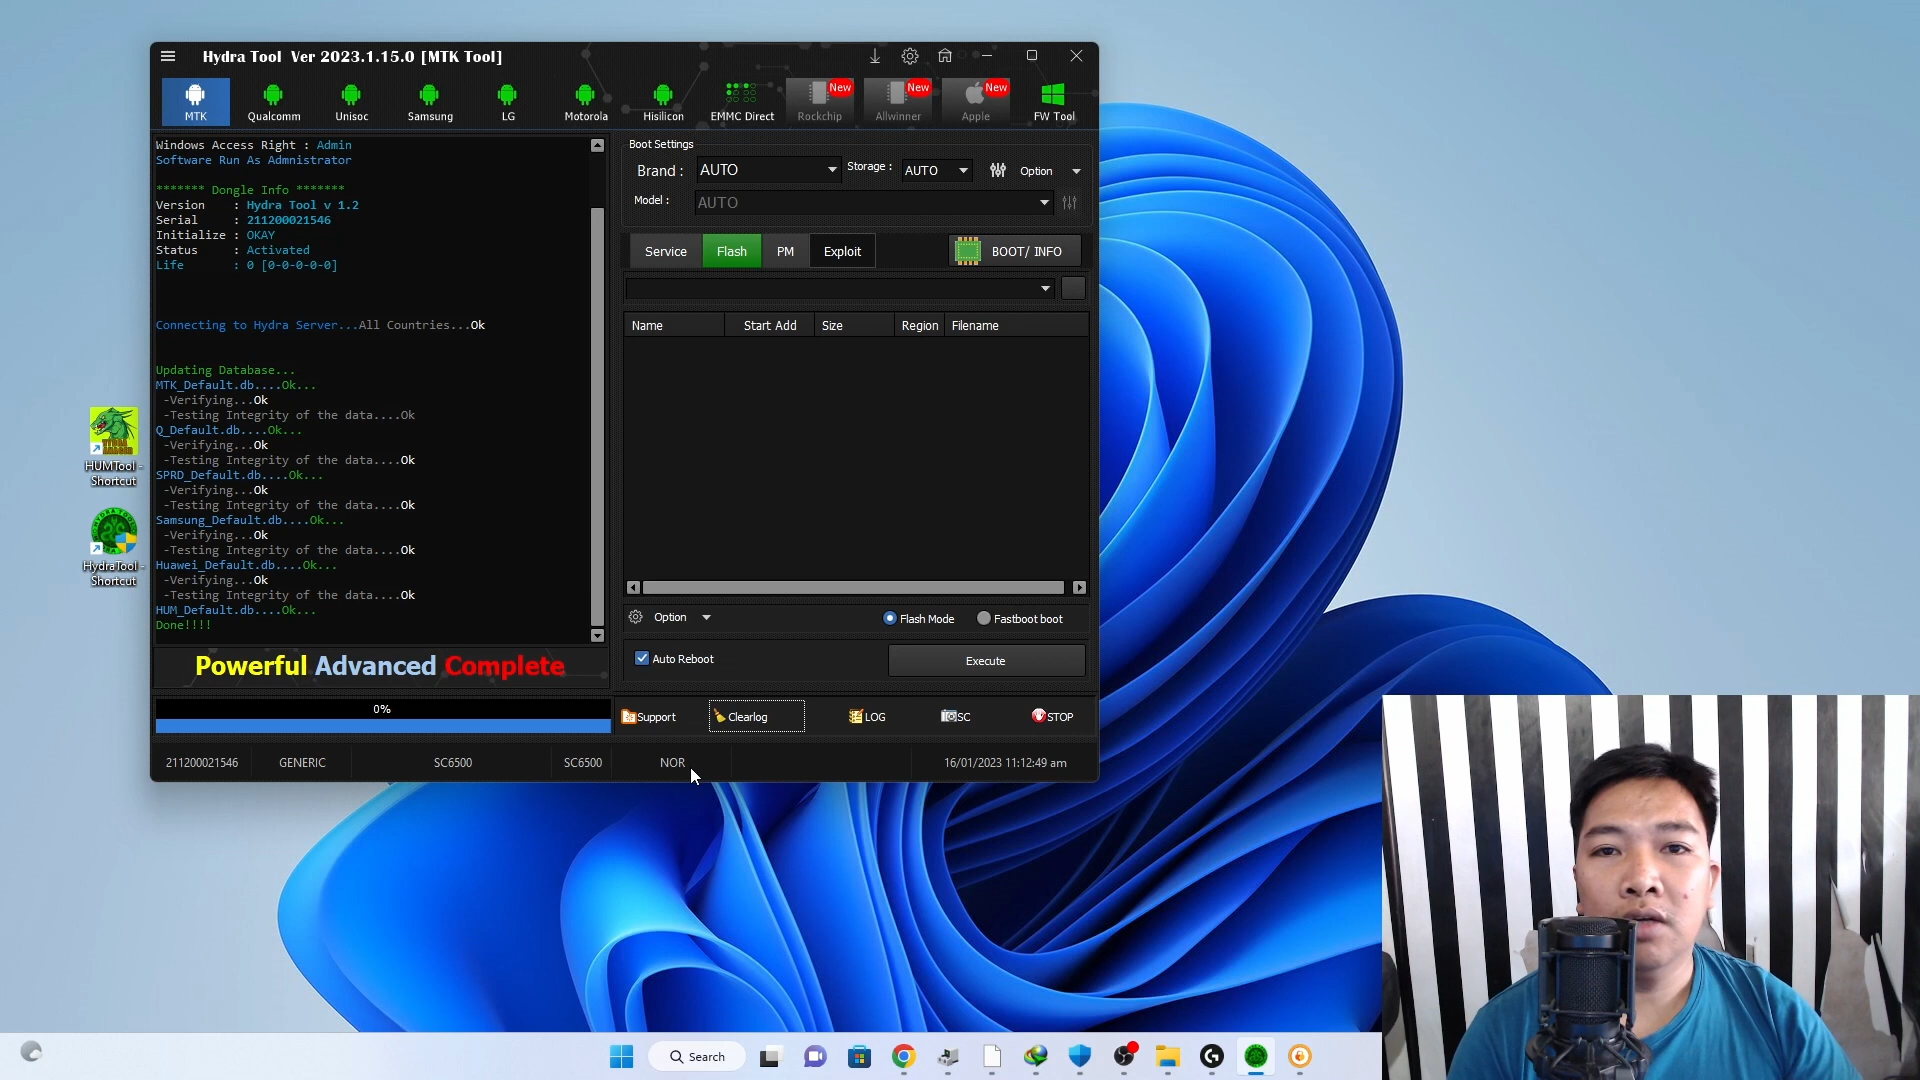 Hydra Tool Ver 2023.1.15.0 [MTK Tool]
MTK
Qualcomm
Unisoc
Samsung
LG
Motorola
Hisilicon
EMMC Direct
New
Rockchip
New
Allwinner
New
Apple
FW Tool
Windows Access Right : Admin
Software Run As Admnistrator
******* Dongle Info *******
Version : Hydra Tool v 1.2
Serial : 211200021546
Initialize : OKAY
Status : Activated
Life : 0 [0-0-0-0-0]
Connecting to Hydra Server...All Countries...Ok
Updating Database...
MTK_Default.db....Ok...
-Verifying...Ok
-Testing Integrity of the data....Ok
Q_Default.db....Ok...
-Verifying...Ok
-Testing Integrity of the data....Ok
SPRD_Default.db....Ok...
-Verifying...Ok
-Testing Integrity of the data....Ok
Samsung_Default.db....Ok...
-Verifying...Ok
-Testing Integrity of the data....Ok
Huawei_Default.db....Ok...
-Verifying...Ok
-Testing Integrity of the data....Ok
HUM_Default.db....Ok...
Done!!!!
Powerful Advanced Complete
0%
Boot Settings
Brand : AUTO Storage : AUTO Option
Model : AUTO
Service Flash PM Exploit BOOT/ INFO
Name Start Add Size Region Filename
Option Flash Mode Fastboot boot
Auto Reboot Execute
Support Clearlog LOG SC STOP
211200021546 GENERIC SC6500 SC6500 NOR 16/01/2023 11:12:49 am
HUMTool -
Shortcut
HydraTool -
Shortcut
Search